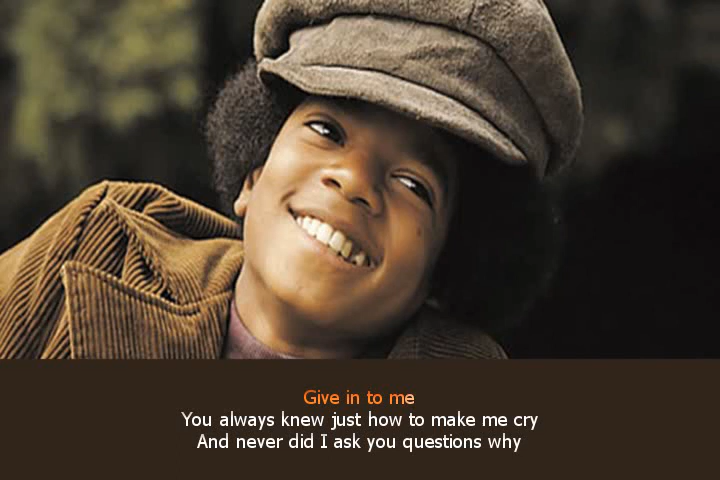 Give in to me
You always knew just how to make me cry
And never did I ask you questions why